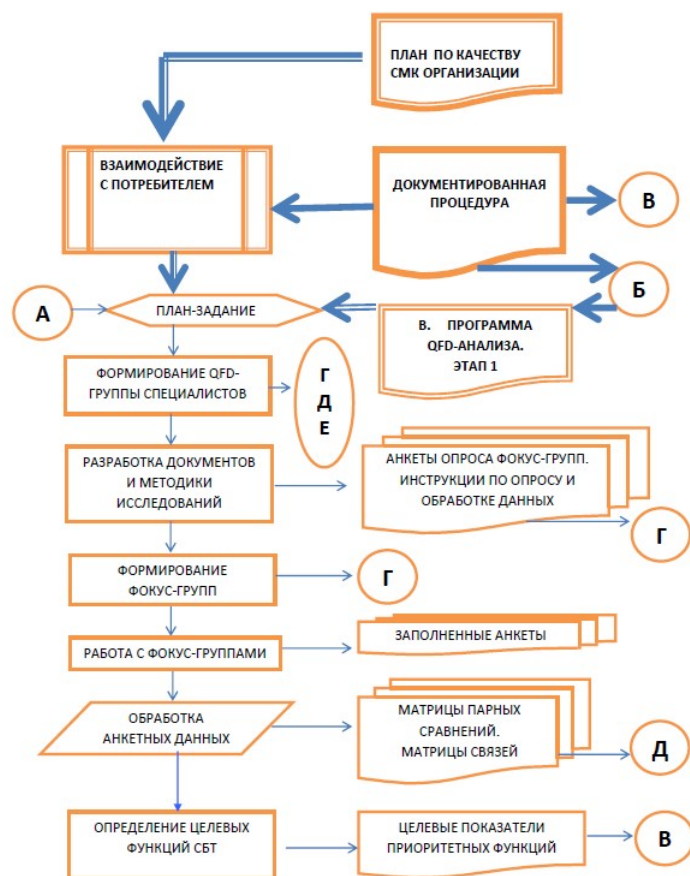 ПЛАН ПО КАЧЕСТВУ
СМК ОРГАНИЗАЦИИ
ВЗАИМОДЕЙСТВИЕ
С ПОТРЕБИТЕЛЕМ
ДОКУМЕНТИРОВАННАЯ
ПРОЦЕДУРА
В
Б
А
ПЛАН-ЗАДАНИЕ
В. ПРОГРАММА
QFD-АНАЛИЗА.
ЭТАП 1
ФОРМИРОВАНИЕ QFD-
ГРУППЫ СПЕЦИАЛИСТОВ
Г
Д
Е
РАЗРАБОТКА ДОКУМЕНТОВ
И МЕТОДИКИ
ИССЛЕДОВАНИЙ
АНКЕТЫ ОПРОСА ФОКУС-ГРУПП.
ИНСТРУКЦИИ ПО ОПРОСУ И
ОБРАБОТКЕ ДАННЫХ
Г
ФОРМИРОВАНИЕ
ФОКУС-ГРУПП
Г
РАБОТА С ФОКУС-ГРУППАМИ
ЗАПОЛНЕННЫЕ АНКЕТЫ
ОБРАБОТКА
АНКЕТНЫХ ДАННЫХ
МАТРИЦЫ ПАРНЫХ
СРАВНЕНИЙ.
МАТРИЦЫ СВЯЗЕЙ
Д
ОПРЕДЕЛЕНИЕ ЦЕЛЕВЫХ
ФУНКЦИЙ СБТ
ЦЕЛЕВЫЕ ПОКАЗАТЕЛИ
ПРИОРИТЕТНЫХ ФУНКЦИЙ
В